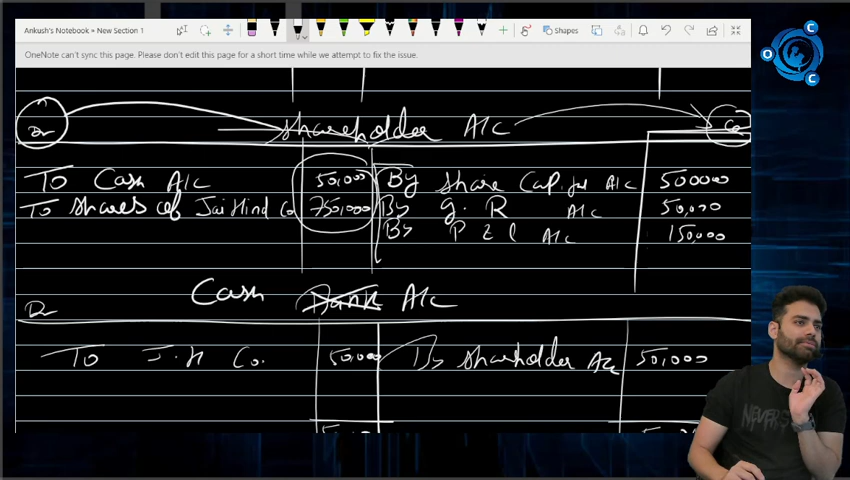 Ankush's Notebook » New Section 1
Shapes
OneNote can't sync this page. Please don't edit this page for a short time while we attempt to fix the issue.
Dr Shareholder A/c Cr
To Cash A/c 50,000 By Share Capital A/c 500000
To Shares of Jai Hind Co 750,000 By G.R A/c 50,000
By P & L A/c 150,000
Dr Cash Bank A/c
To J.H Co. 50,000 By Shareholder A/c 50,000
C
O
C